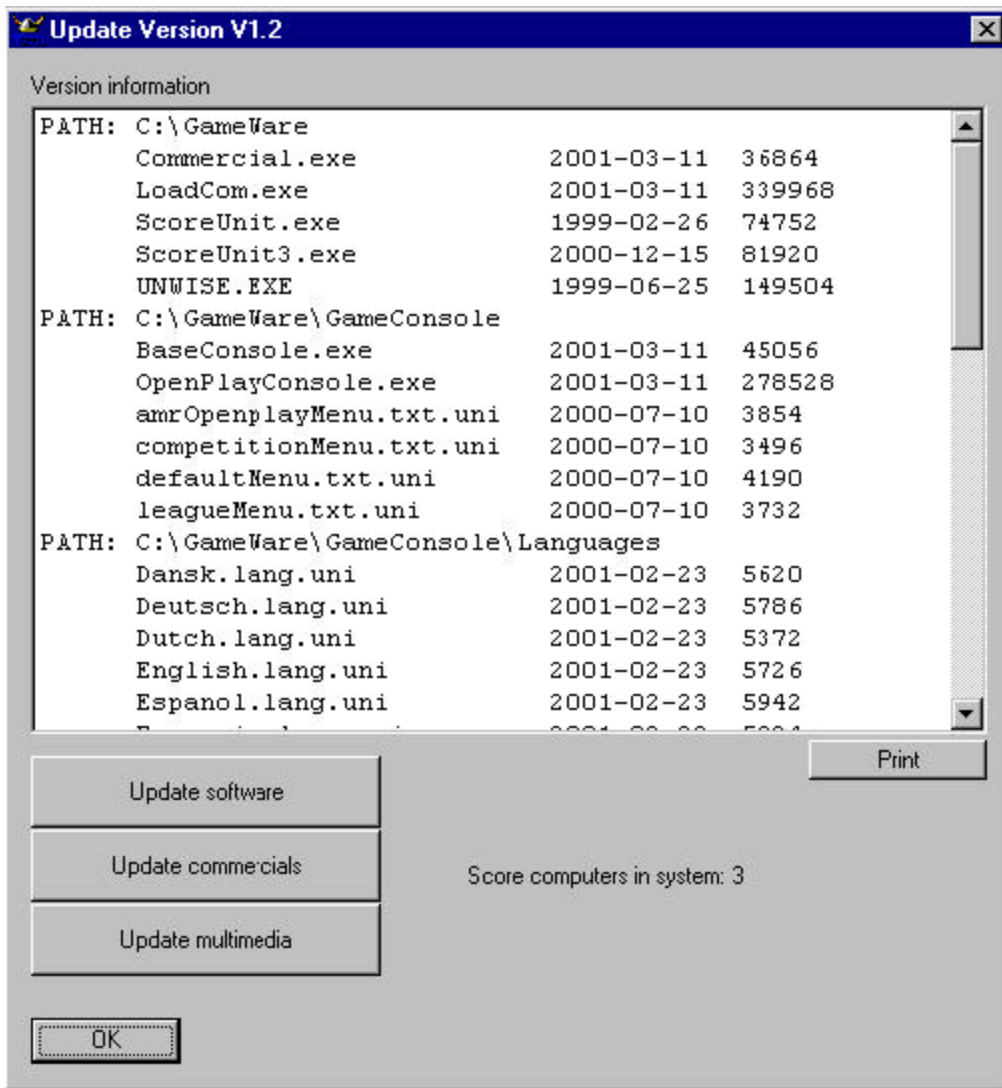 Update Version V1.2
Version information
PATH: C:\GameWare
Commercial.exe 2001-03-11 36864
LoadCom.exe 2001-03-11 339968
ScoreUnit.exe 1999-02-26 74752
ScoreUnit3.exe 2000-12-15 81920
UNWISE.EXE 1999-06-25 149504
PATH: C:\GameWare\GameConsole
BaseConsole.exe 2001-03-11 45056
OpenPlayConsole.exe 2001-03-11 278528
amrOpenplayMenu.txt.uni 2000-07-10 3854
competitionMenu.txt.uni 2000-07-10 3496
defaultMenu.txt.uni 2000-07-10 4190
leagueMenu.txt.uni 2000-07-10 3732
PATH: C:\GameWare\GameConsole\Languages
Dansk.lang.uni 2001-02-23 5620
Deutsch.lang.uni 2001-02-23 5786
Dutch.lang.uni 2001-02-23 5372
English.lang.uni 2001-02-23 5726
Espanol.lang.uni 2001-02-23 5942
Print
Update software
Update commercials
Score computers in system: 3
Update multimedia
OK